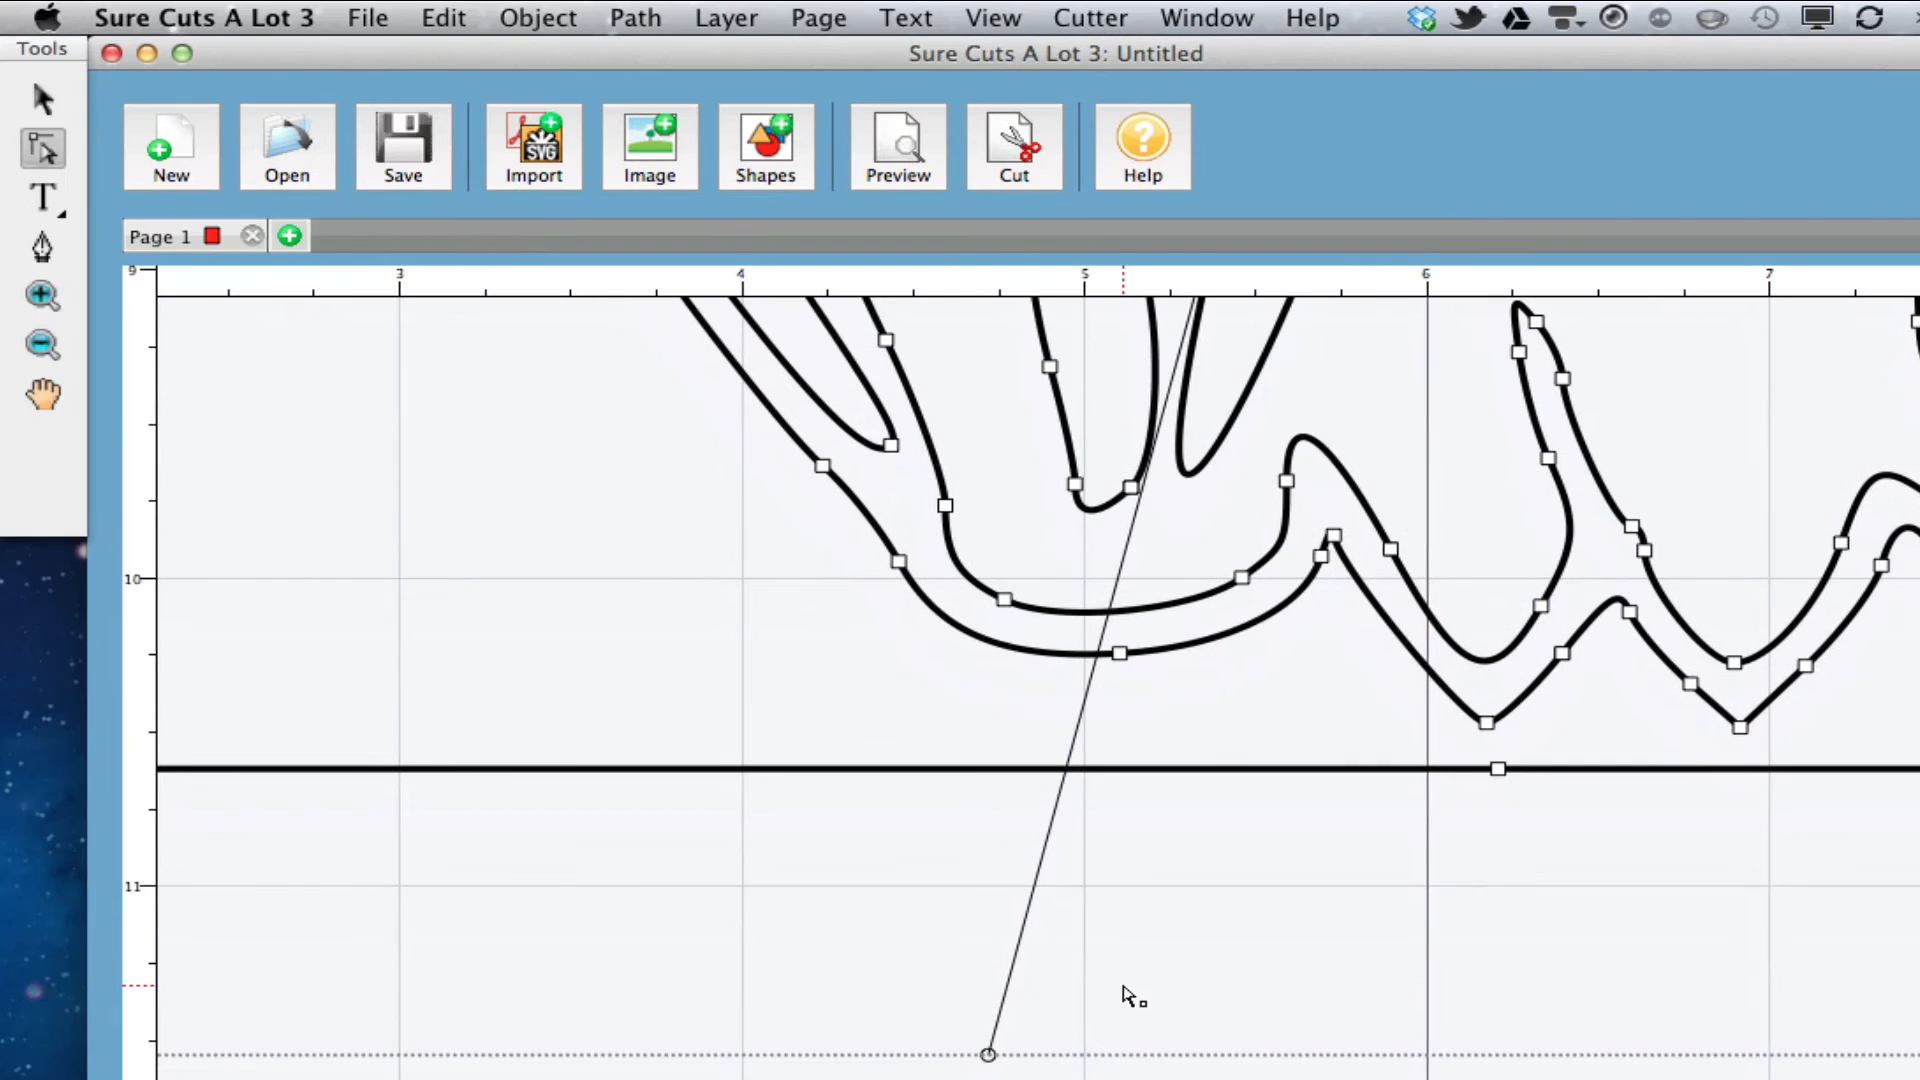 Sure Cuts A Lot 3 File Edit Object Path Layer Page Text View Cutter Window Help
Tools
Sure Cuts A Lot 3: Untitled
SVG
New Open Save Import Image Shapes Preview Cut Help
T
Page 1
9 3 4 5 6 7
10
11